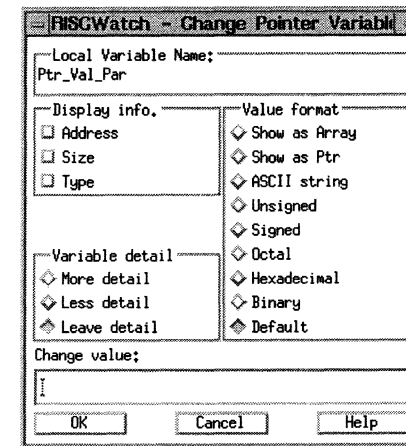 RISCWatch - Change Pointer Variable
Local Variable Name:
Ptr_Val_Par
Display info.
Address
Size
Type
Variable detail
More detail
Less detail
Leave detail
Value format
Show as Array
Show as Ptr
ASCII string
Unsigned
Signed
Octal
Hexadecimal
Binary
Default
Change value:
OK
Cancel
Help